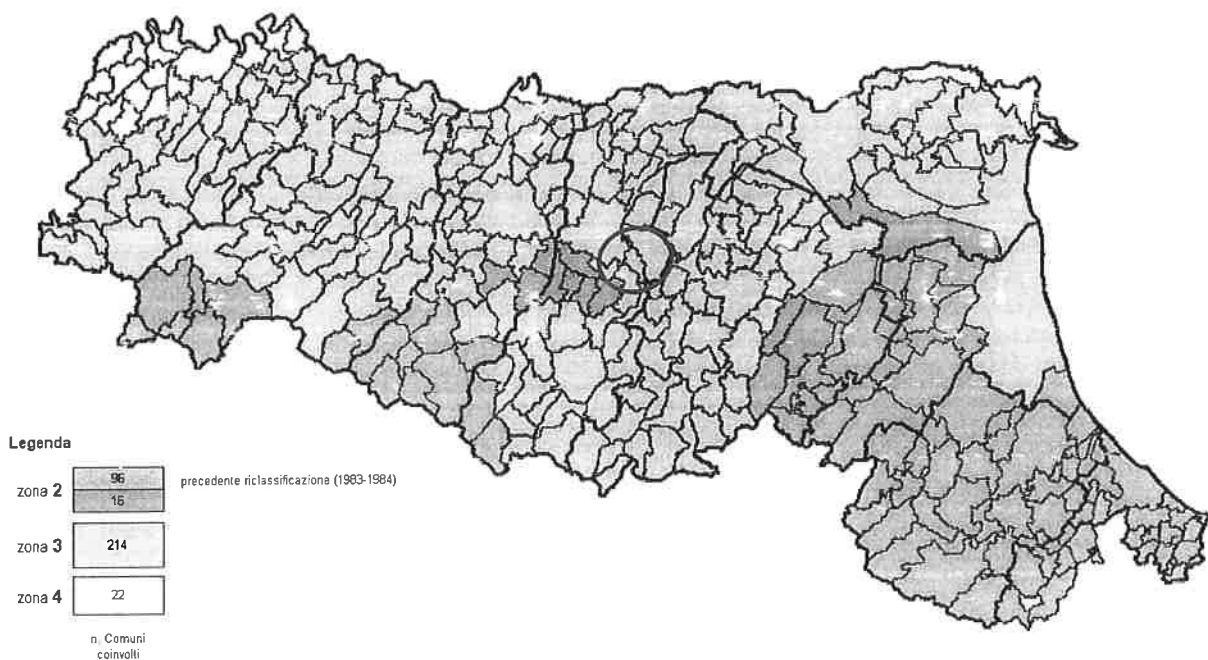 Legenda
zona 2
96
precedente riclassificazione (1983-1984)
16
zona 3
214
zona 4
22
n. Comuni
coinvolti